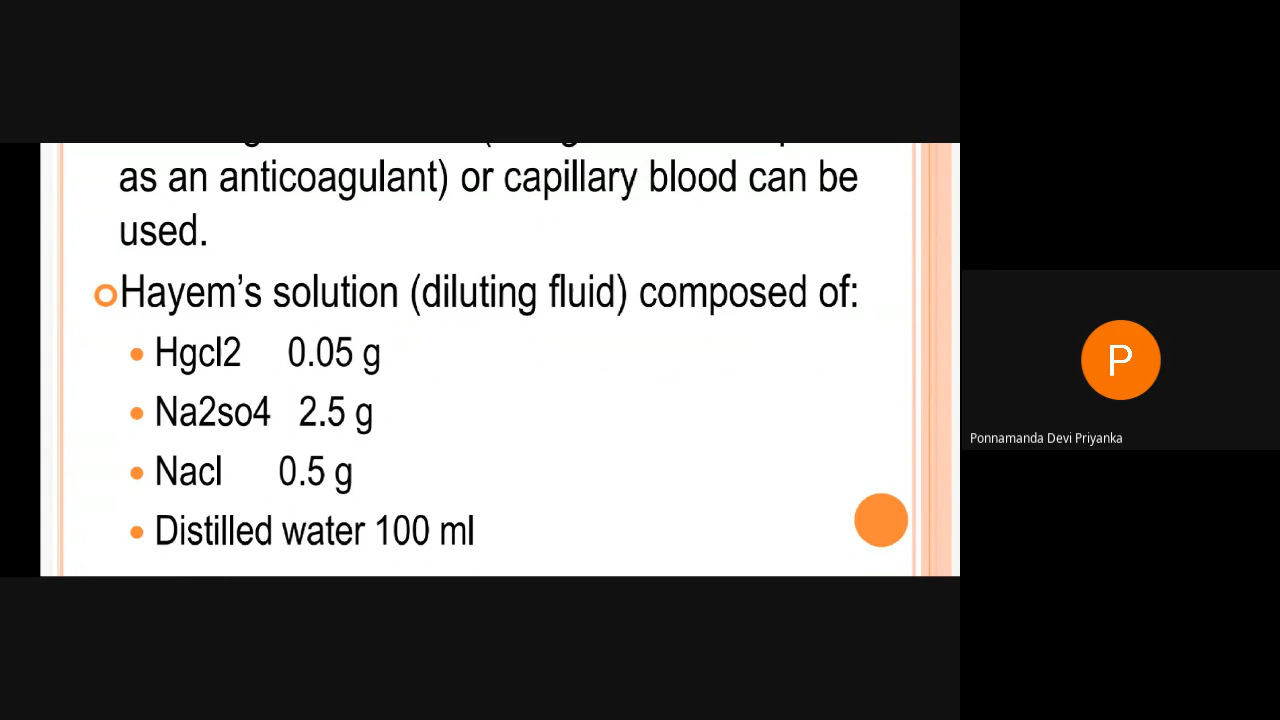 as an anticoagulant) or capillary blood can be
used.
Hayem’s solution (diluting fluid) composed of:
Hgcl2 0.05 g
Na2so4 2.5 g
Nacl 0.5 g
Distilled water 100 ml
P
Ponnamanda Devi Priyanka